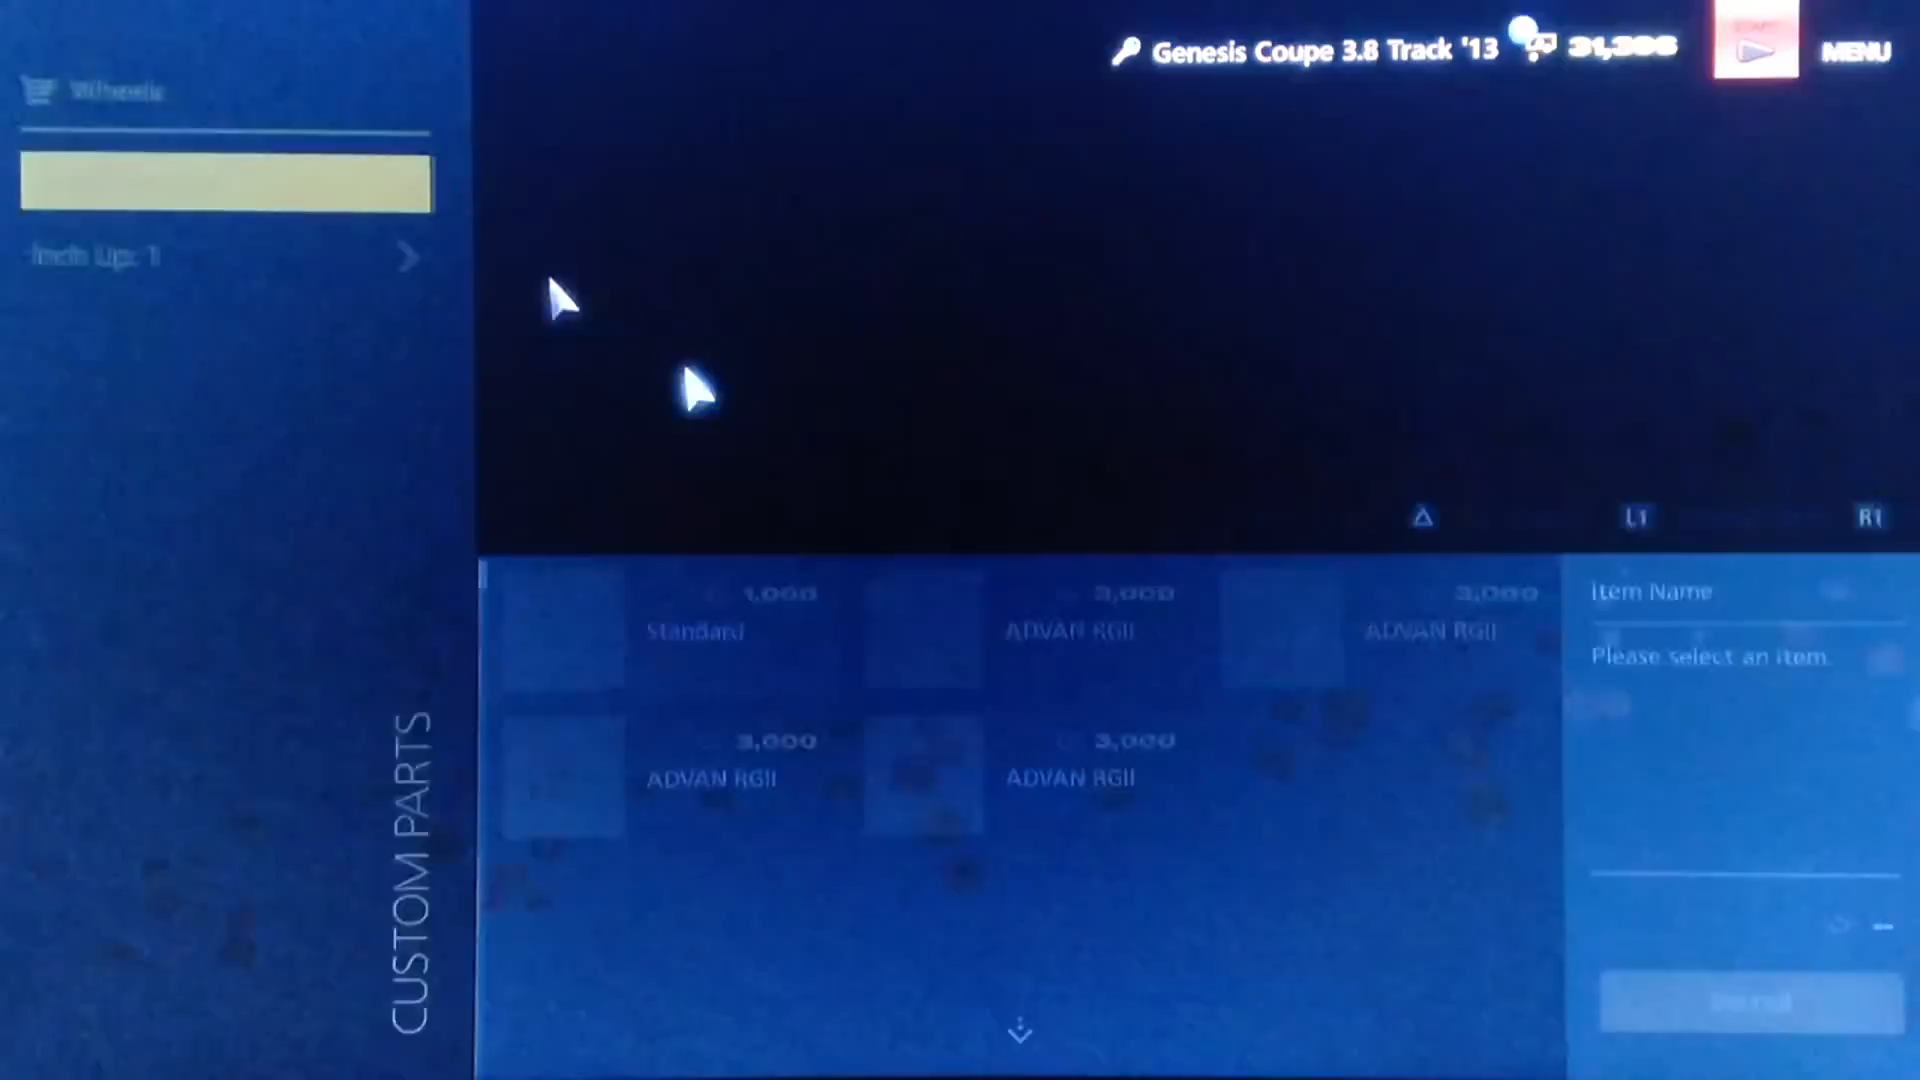 Genesis Coupe 3.8 Track '13
MENU
Wheels
Inch Up: 1
L1
R1
1,000
Standard
3,000
ADVAN RGII
3,000
ADVAN RGII
3,000
ADVAN RGII
3,000
ADVAN RGII
Item Name
Please select an item.
--
CUSTOM PARTS